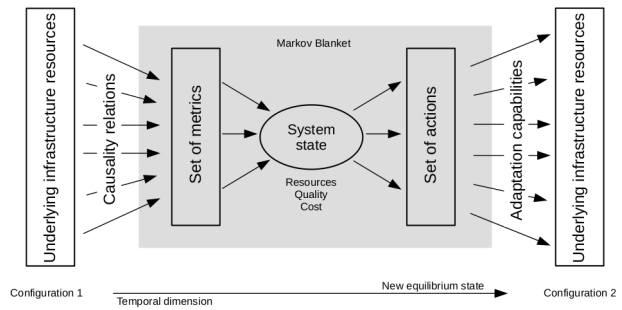 Markov Blanket
Underlying infrastructure resources
Causality relations
Set of metrics
System
state
Resources
Quality
Cost
Set of actions
Adaptation capabilities
Underlying infrastructure resources
Configuration 1
New equilibrium state
Temporal dimension
Configuration 2